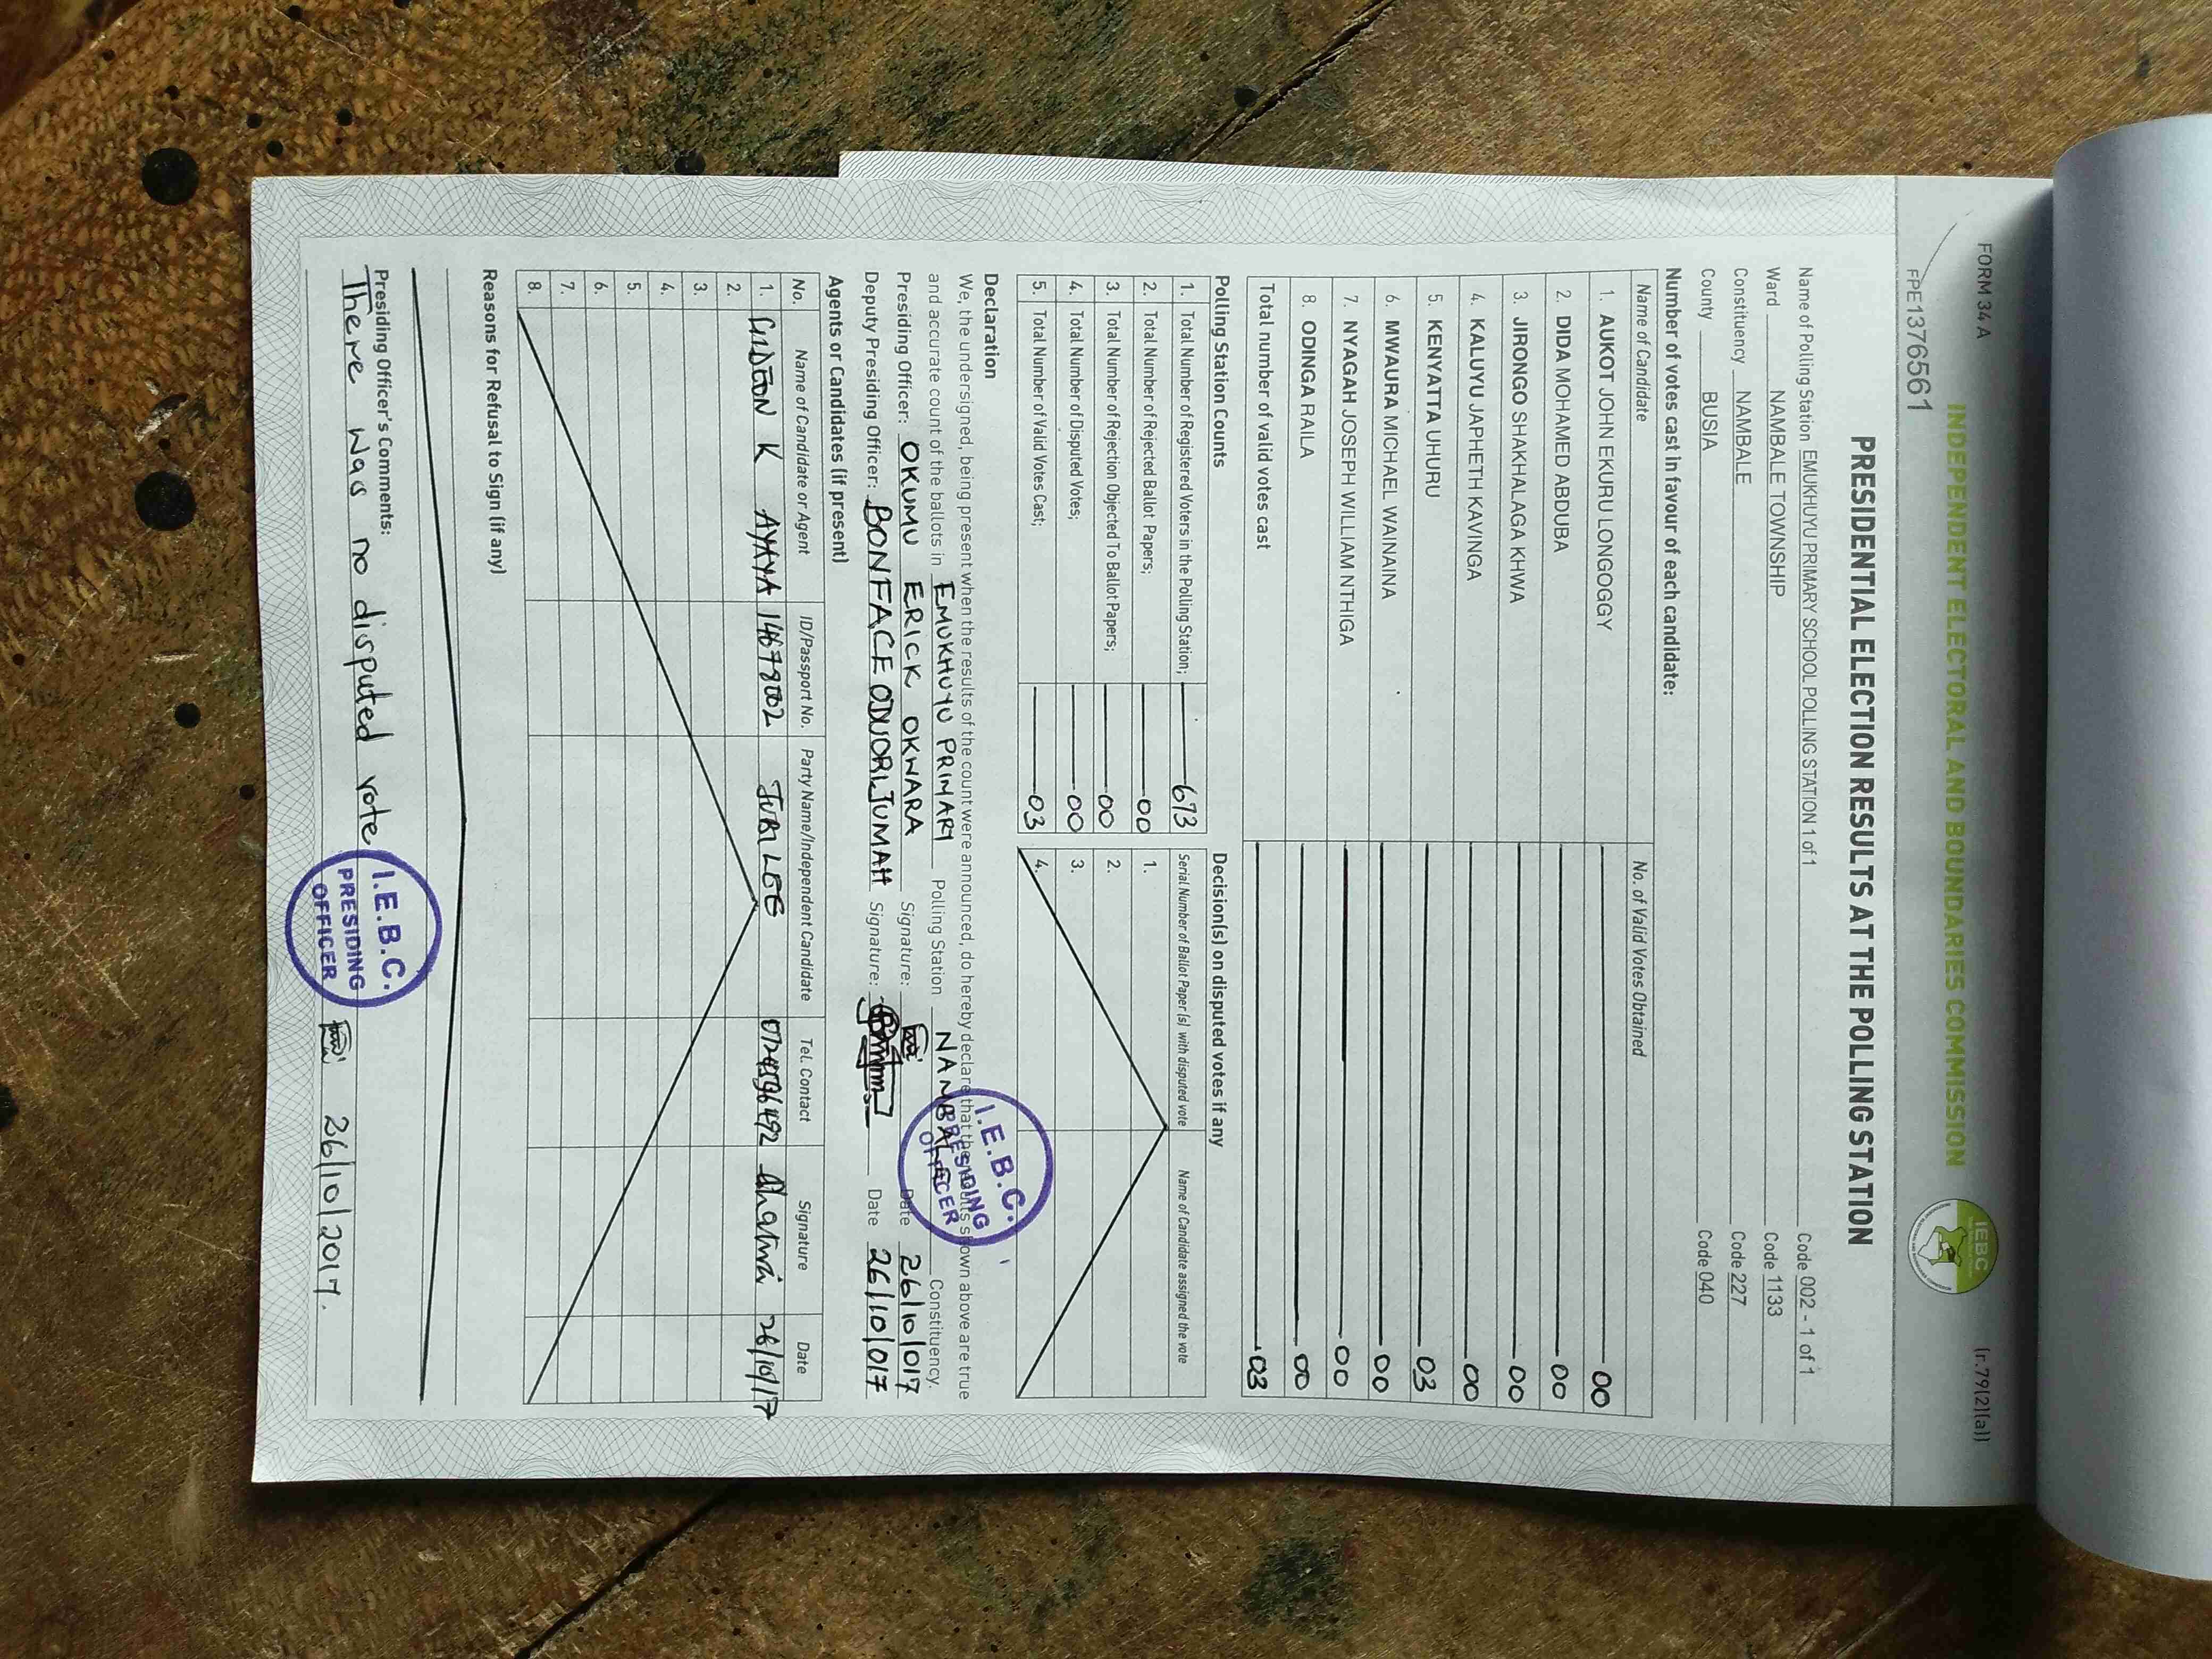 FORM 34 A
(r.79(2)(a))
INDEPENDENT ELECTORAL AND BOUNDARIES COMMISSION
IEBC
FPE1376561
PRESIDENTIAL ELECTION RESULTS AT THE POLLING STATION
Name of Polling Station EMUKHUYU PRIMARY SCHOOL POLLING STATION 1 of 1 Code 002 - 1 of 1
Ward NAMBALE TOWNSHIP Code 1133
Constituency NAMBALE Code 227
County BUSIA Code 040
Number of votes cast in favour of each candidate:
Name of Candidate No. of Valid Votes Obtained
1. AUKOT JOHN EKURU LONGOGGY 00
2. DIDA MOHAMED ABDUBA 00
3. JIRONGO SHAKHALAGA KHWA 00
4. KALUYU JAPHETH KAVINGA 00
5. KENYATTA UHURU 03
6. MWAURA MICHAEL WAINAINA 00
7. NYAGAH JOSEPH WILLIAM NTHIGA 00
8. ODINGA RAILA 00
Total number of valid votes cast 03
Polling Station Counts Decision(s) on disputed votes if any
1. Total Number of Registered Voters in the Polling Station; 673 Serial Number of Ballot Paper (s) with disputed vote Name of Candidate assigned the vote
2. Total Number of Rejected Ballot Papers; 00 1.
3. Total Number of Rejection Objected To Ballot Papers; 00 2.
4. Total Number of Disputed Votes; 00 3.
5. Total Number of Valid Votes Cast; 03 4.
Declaration
We, the undersigned, being present when the results of the count were announced, do hereby declare that the results shown above are true
and accurate count of the ballots in EMUKHUYU PRIMARY Polling Station NAMBALE Constituency.
Presiding Officer: OKUMU ERICK OKWARA Signature: Date 26/10/017
Deputy Presiding Officer: BONFACE ODUORI JUMAH Signature: Date 26/10/017
I.E.B.C.
PRESIDING
OFFICER
Agents or Candidates (if present)
No. Name of Candidate or Agent ID/Passport No. Party Name/Independent Candidate Tel. Contact Signature Date
1. GIDEON K AYAYA JUBILEE 26/10/17
2.
3.
4.
5.
6.
7.
8.
Reasons for Refusal to Sign (if any)
Presiding Officer's Comments:
There was no disputed vote
I.E.B.C.
PRESIDING
OFFICER
26/10/2017.